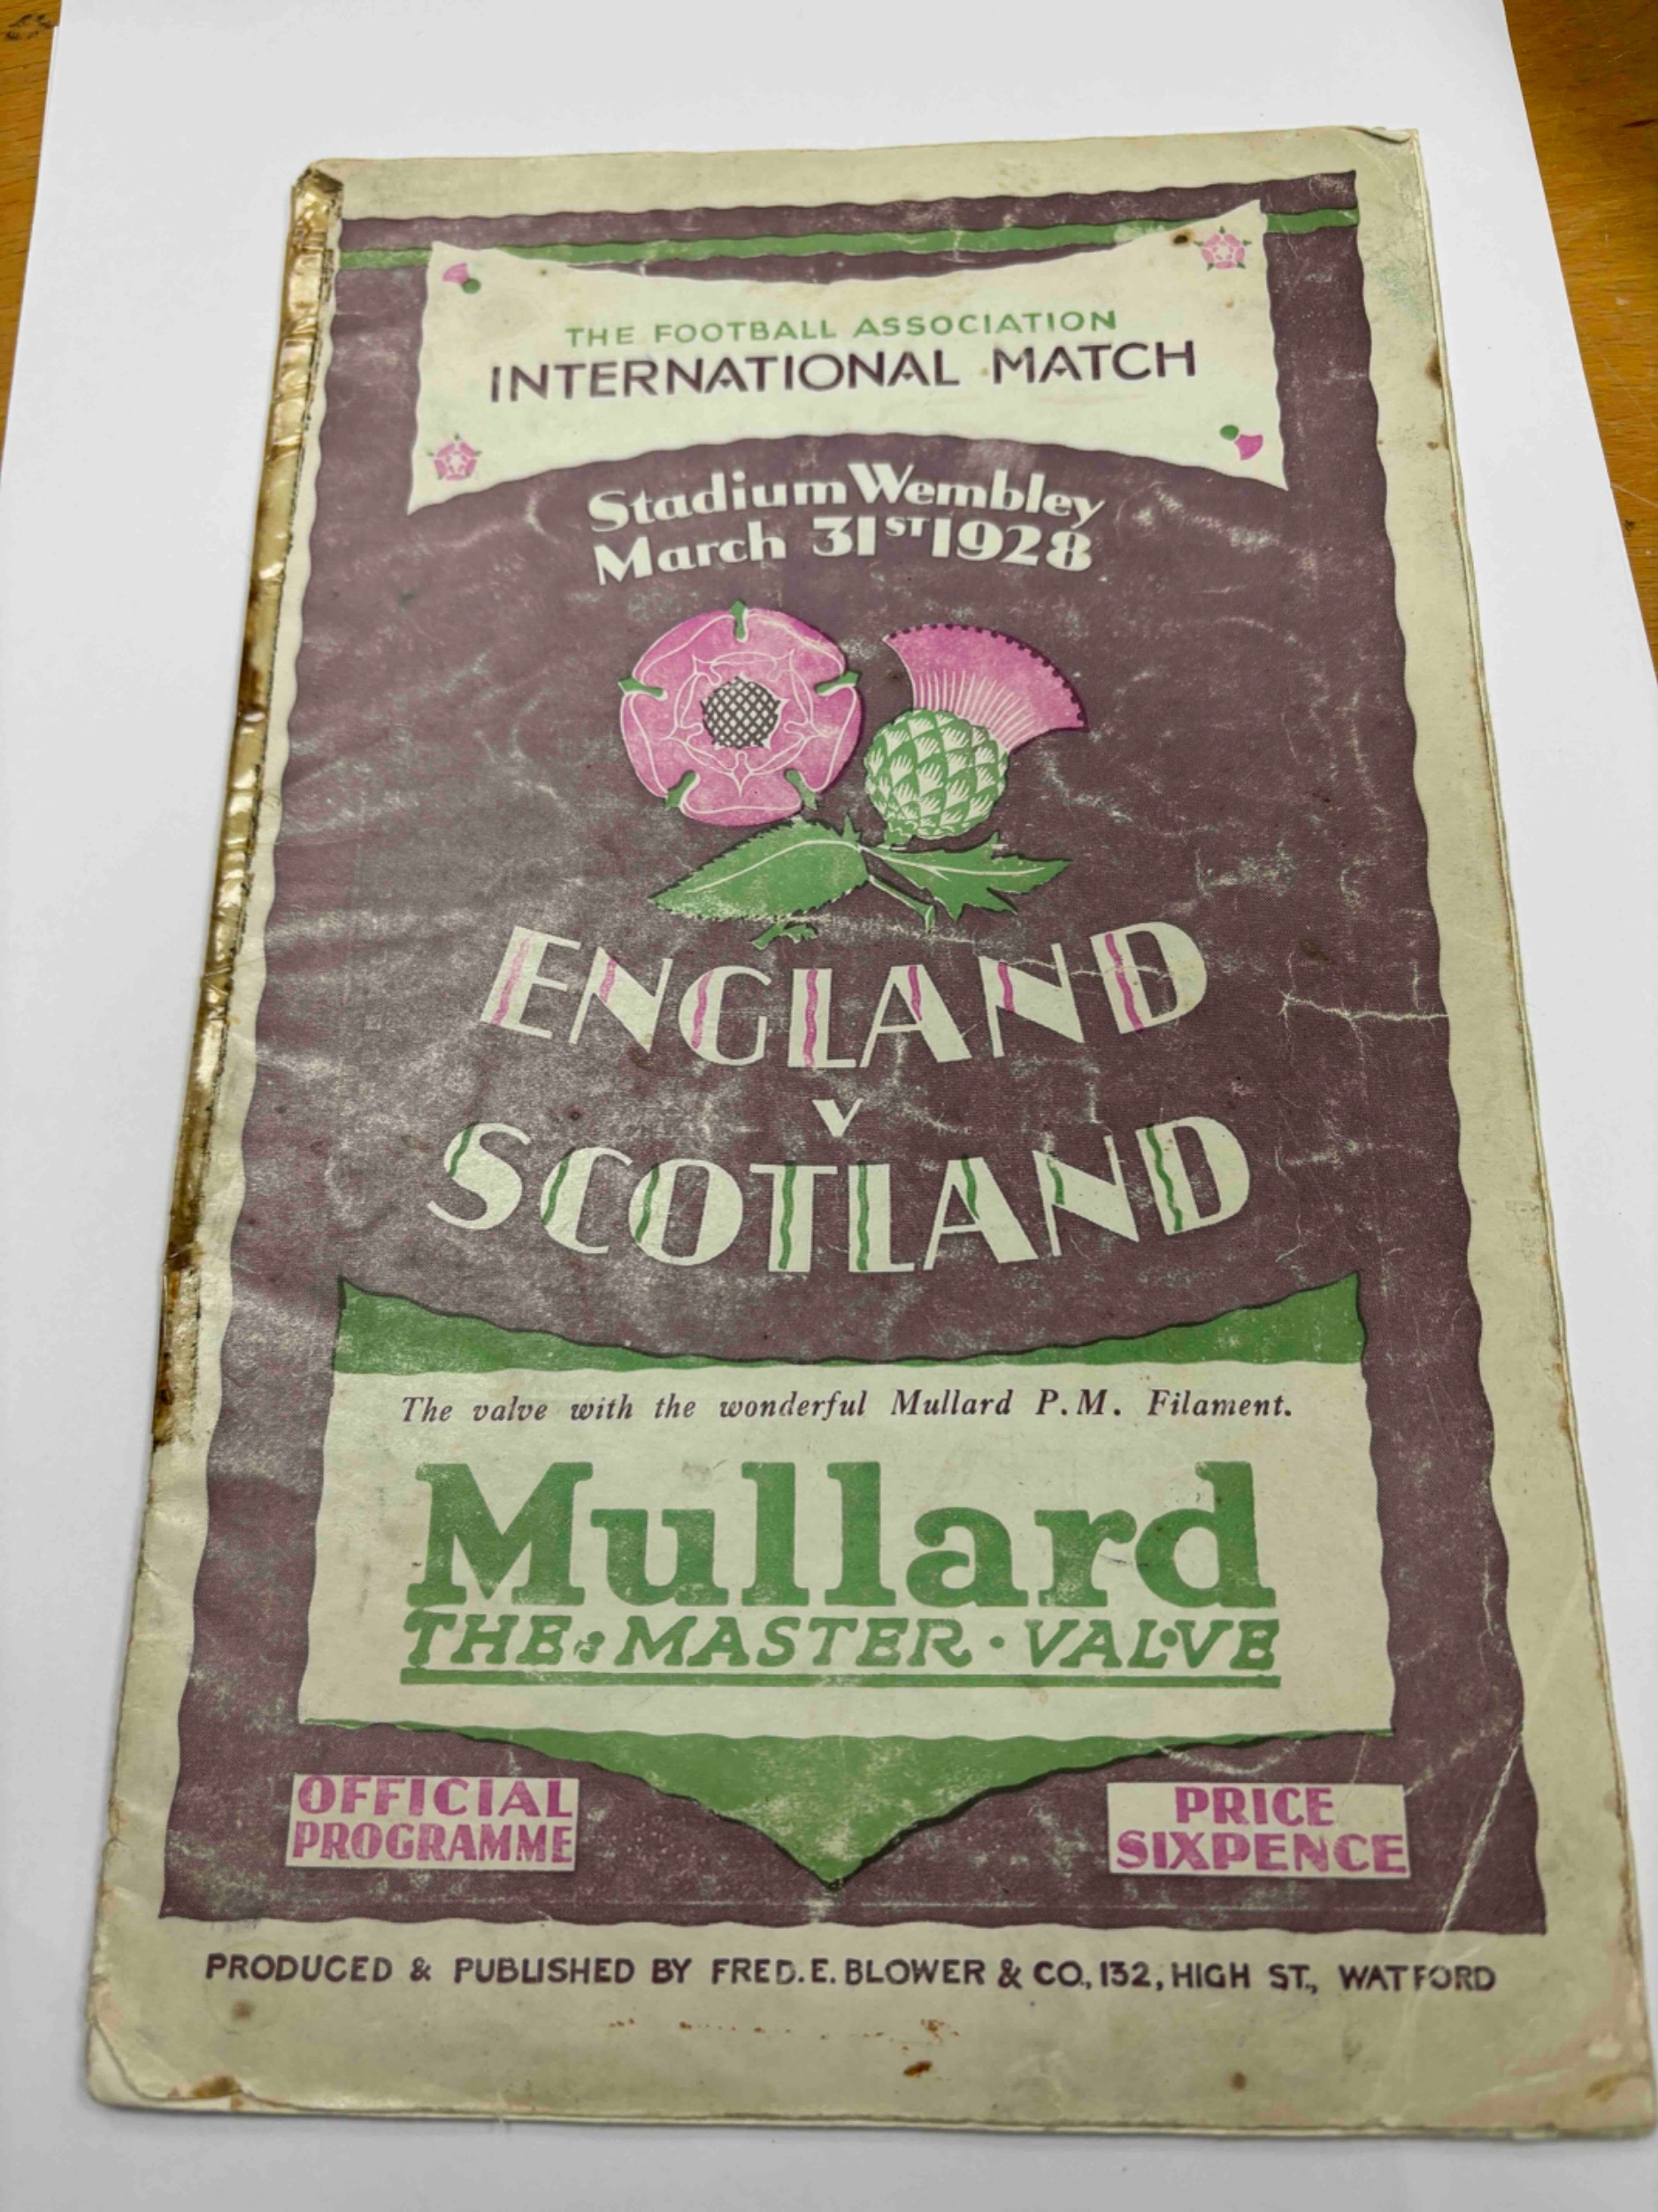 THE FOOTBALL ASSOCIATION
INTERNATIONAL MATCH
Stadium Wembley
March 31ST 1928
ENGLAND
V
SCOTLAND
The valve with the wonderful Mullard P.M. Filament.
Mullard
THE·MASTER·VALVE
OFFICIAL
PROGRAMME
PRICE
SIXPENCE
PRODUCED & PUBLISHED BY FRED. E. BLOWER & CO., 132, HIGH ST., WATFORD